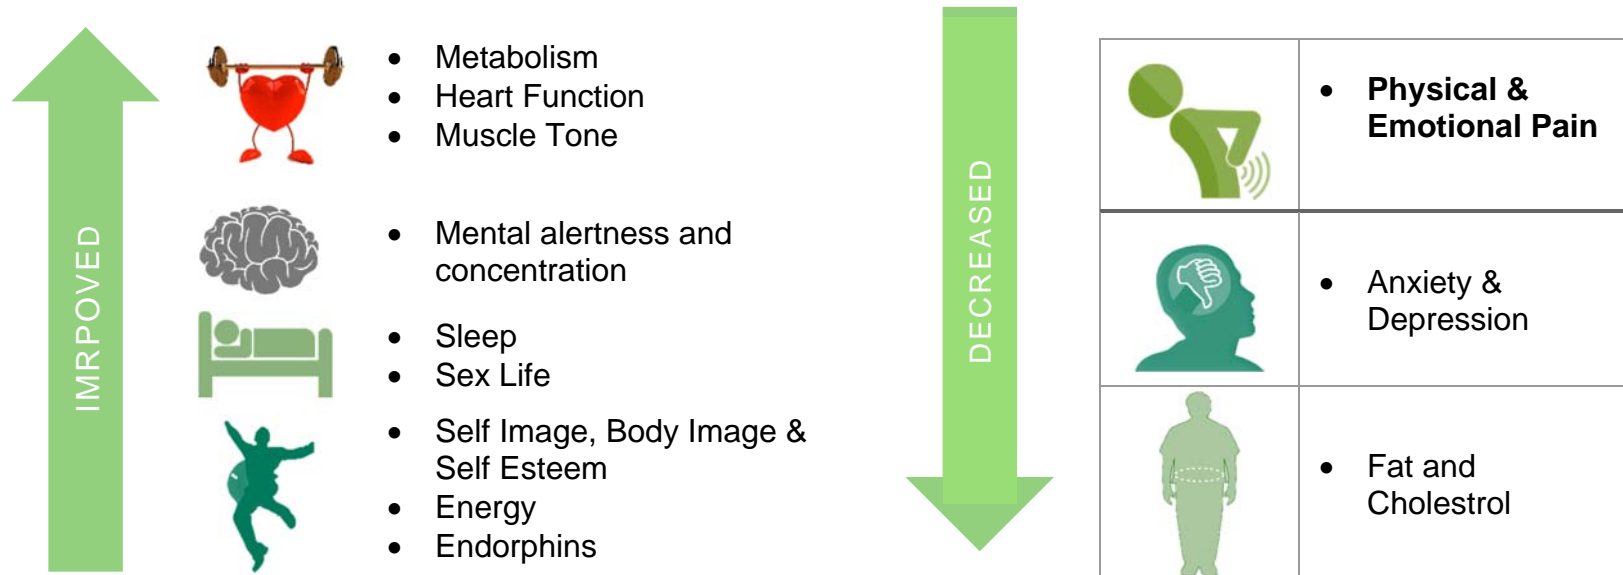 IMRPOVED
• Metabolism
• Heart Function
• Muscle Tone
• Mental alertness and
concentration
• Sleep
• Sex Life
• Self Image, Body Image &
Self Esteem
• Energy
• Endorphins
DECREASED
• Physical &
Emotional Pain
• Anxiety &
Depression
• Fat and
Cholestrol